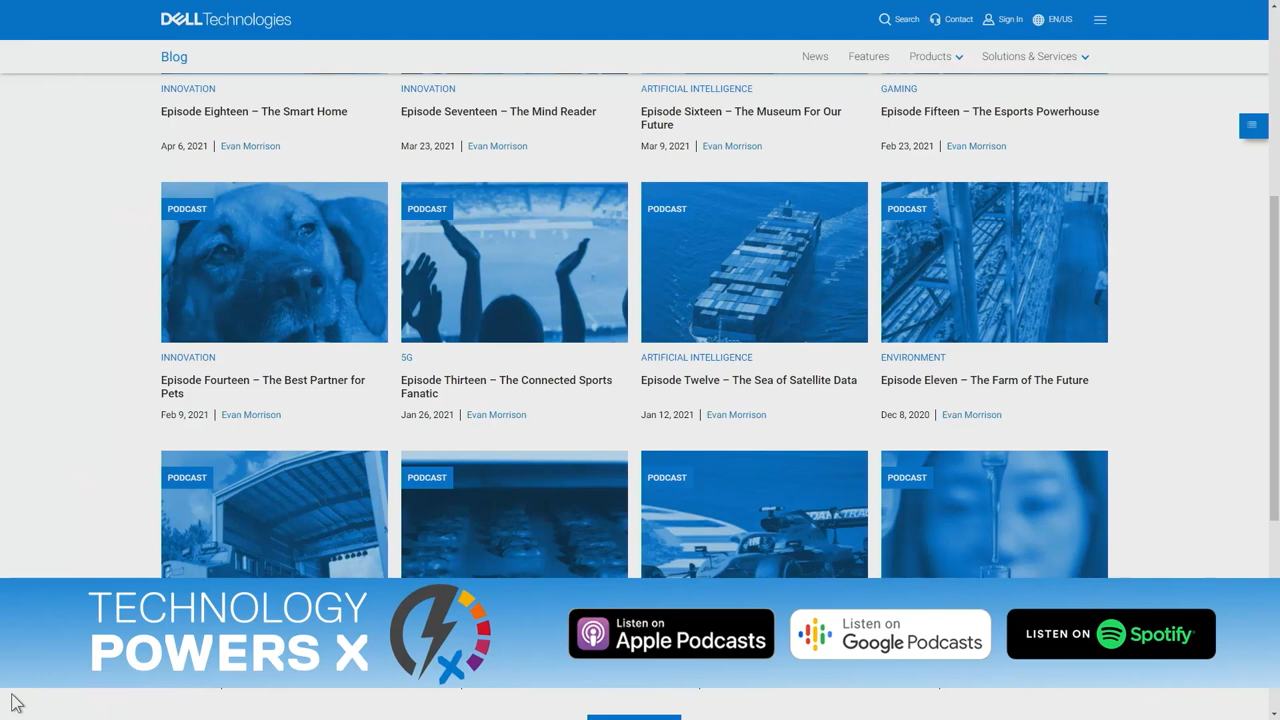 DELLTechnologies
Search
Contact
Sign In
EN/US
Blog
News
Features
Products
Solutions & Services
INNOVATION
Episode Eighteen – The Smart Home
Apr 6, 2021
Evan Morrison
INNOVATION
Episode Seventeen – The Mind Reader
Mar 23, 2021
Evan Morrison
ARTIFICIAL INTELLIGENCE
Episode Sixteen – The Museum For Our
Future
Mar 9, 2021
Evan Morrison
GAMING
Episode Fifteen – The Esports Powerhouse
Feb 23, 2021
Evan Morrison
PODCAST
INNOVATION
Episode Fourteen – The Best Partner for
Pets
Feb 9, 2021
Evan Morrison
PODCAST
5G
Episode Thirteen – The Connected Sports
Fanatic
Jan 26, 2021
Evan Morrison
PODCAST
ARTIFICIAL INTELLIGENCE
Episode Twelve – The Sea of Satellite Data
Jan 12, 2021
Evan Morrison
PODCAST
ENVIRONMENT
Episode Eleven – The Farm of The Future
Dec 8, 2020
Evan Morrison
PODCAST
PODCAST
PODCAST
PODCAST
TECHNOLOGY
POWERS X
Listen on
Apple Podcasts
Listen on
Google Podcasts
LISTEN ON
Spotify